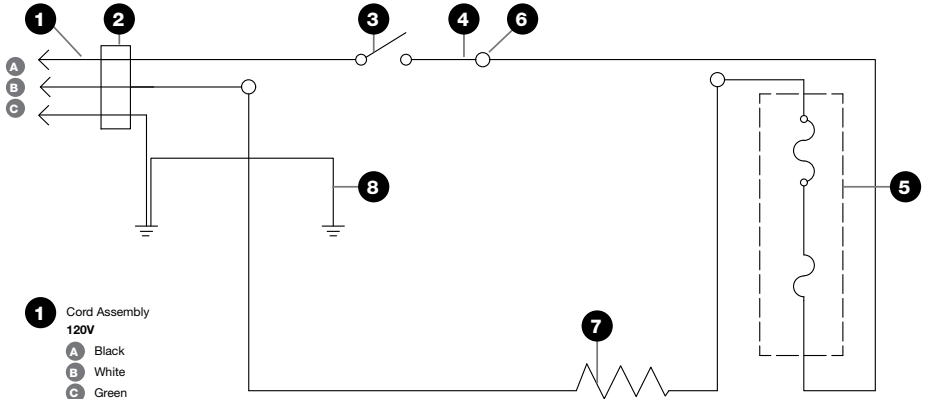 1 2 3 4 6
A
B
C
8 5
7
1 Cord Assembly
120V
A Black
B White
C Green